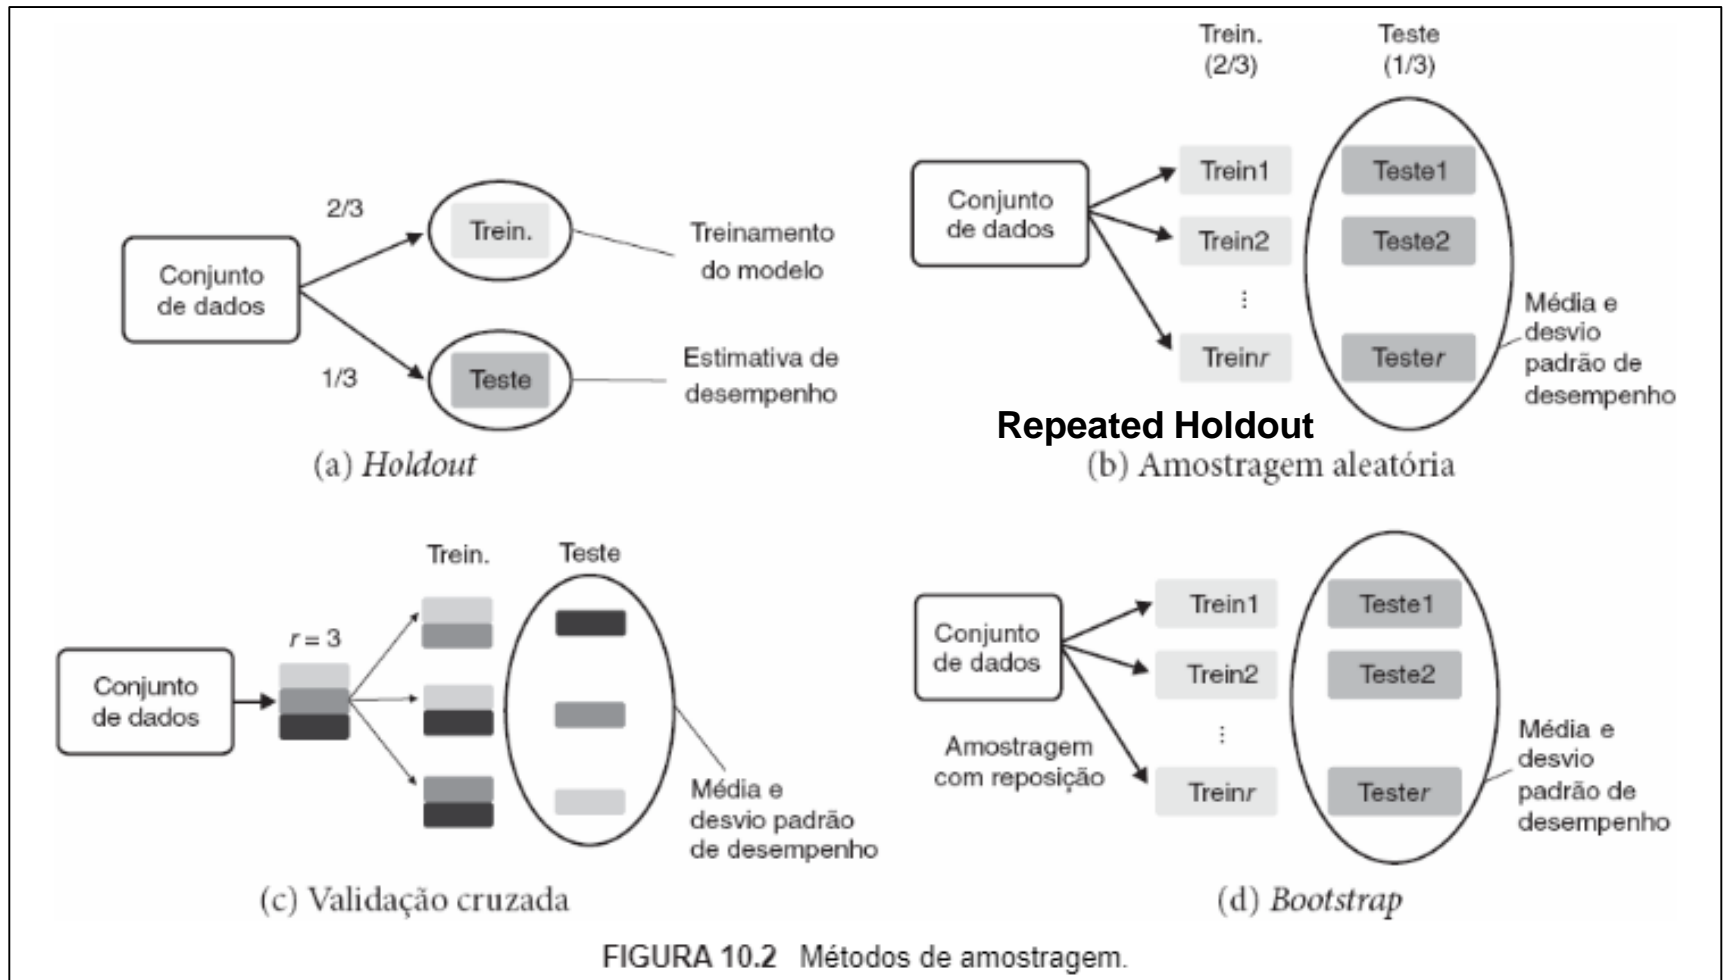 2/3
Trein.
Treinamento
do modelo
Conjunto
de dados
1/3
Teste
Estimativa de
desempenho
(a) Holdout
Trein.
(2/3)
Teste
(1/3)
Conjunto
de dados
Trein1
Teste1
Trein2
Teste2
⋮
Treinr
Tester
Média e
desvio
padrão de
desempenho
Repeated Holdout
(b) Amostragem aleatória
Trein.
Teste
r = 3
Conjunto
de dados
Média e
desvio padrão
de desempenho
(c) Validação cruzada
Conjunto
de dados
Amostragem
com reposição
Trein1
Teste1
Trein2
Teste2
⋮
Treinr
Tester
Média e
desvio
padrão de
desempenho
(d) Bootstrap
FIGURA 10.2 Métodos de amostragem.